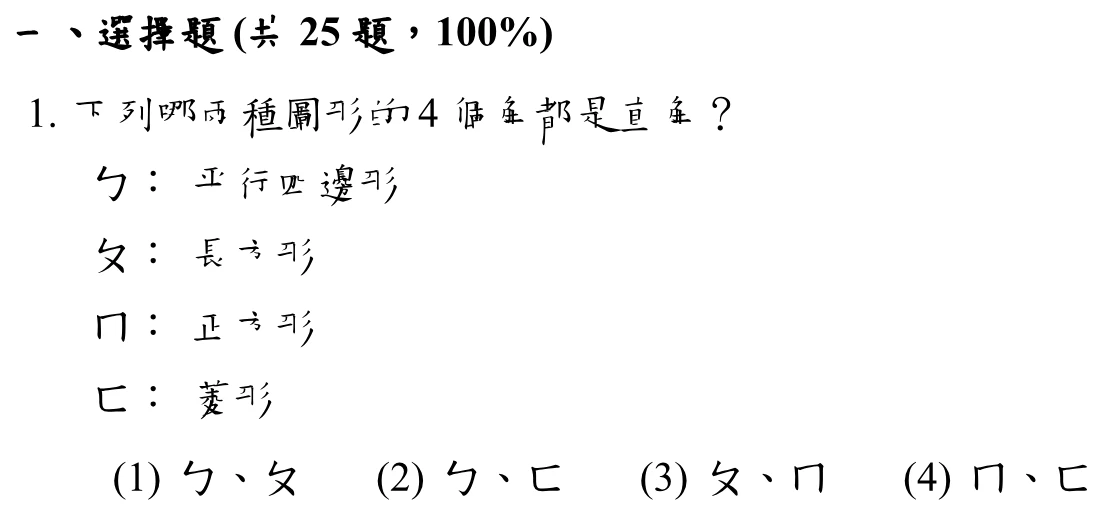 一、選擇題(共 25 題，100%)
1. 下列哪兩種圖形的 4 個角都是直角？
ㄅ： 平行四邊形
ㄆ： 長方形
ㄇ： 正方形
ㄈ： 菱形
(1) ㄅ、ㄆ (2) ㄅ、ㄈ (3) ㄆ、ㄇ (4) ㄇ、ㄈ